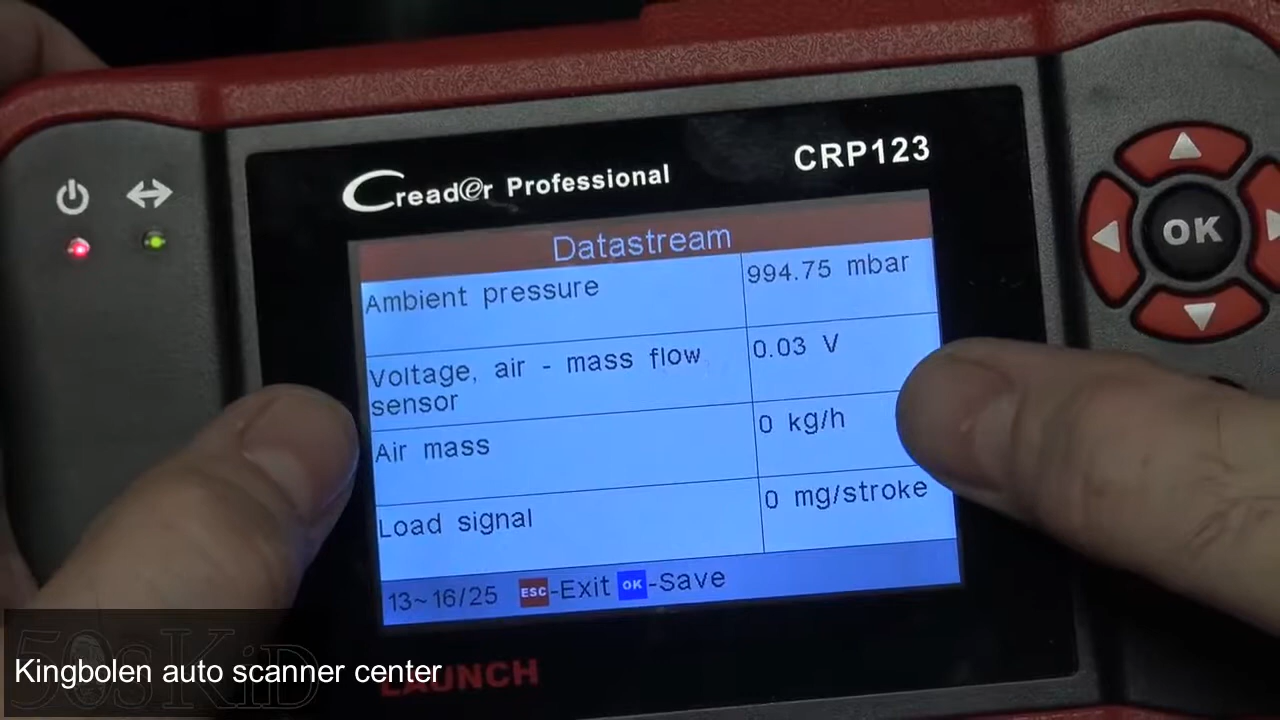 Creader Professional
CRP123
Datastream
Ambient pressure 994.75 mbar
Voltage, air - mass flow 0.03 V
sensor
Air mass 0 kg/h
Load signal 0 mg/stroke
13~16/25 ESC-Exit OK-Save
OK
LAUNCH
50sKiD
Kingbolen auto scanner center